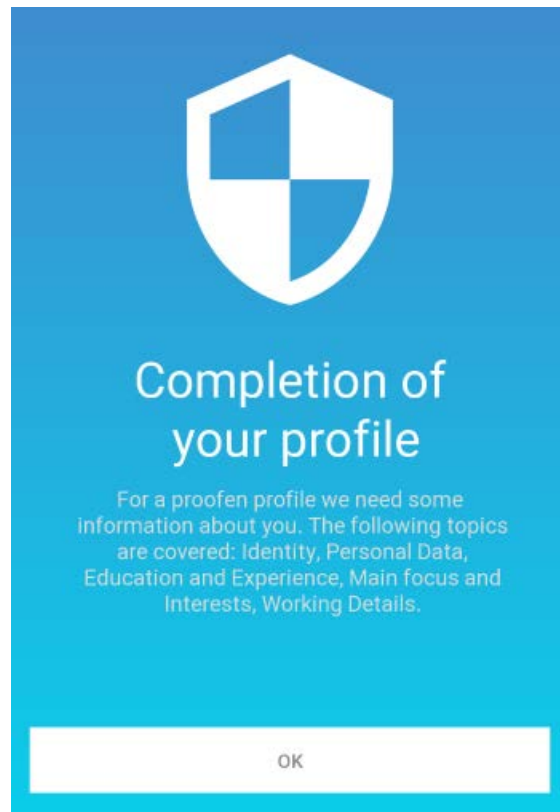 Completion of
your profile
For a proofen profile we need some
information about you. The following topics
are covered: Identity, Personal Data,
Education and Experience, Main focus and
Interests, Working Details.
OK